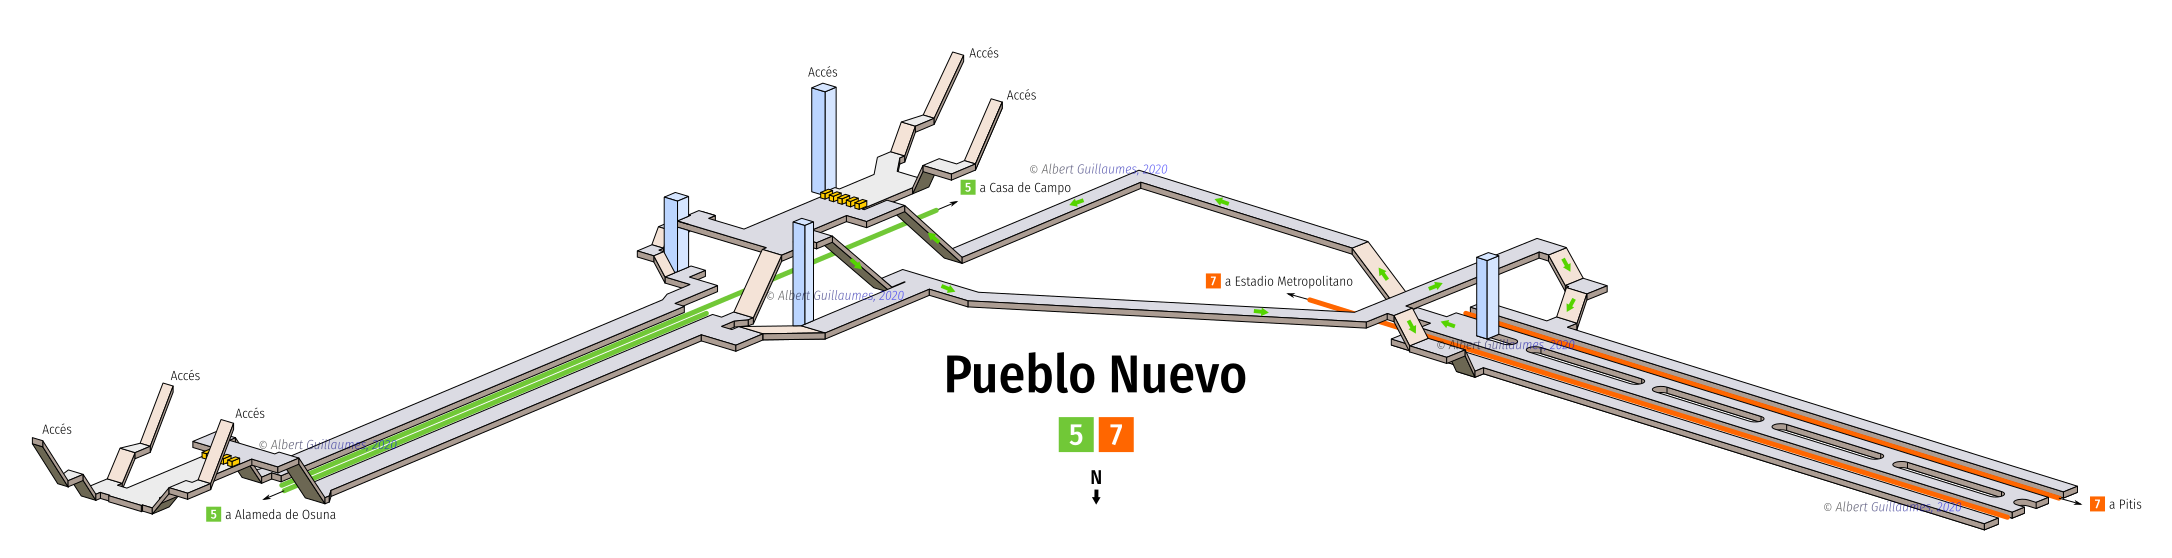 Accés
Accés
Accés
© Albert Guillaumes, 2020
5 a Casa de Campo
7 a Estadio Metropolitano
© Albert Guillaumes, 2020
© Albert Guillaumes, 2020
Pueblo Nuevo
5 7
N
Accés
Accés
Accés
© Albert Guillaumes, 2020
5 a Alameda de Osuna
© Albert Guillaumes, 2020
7 a Pitis